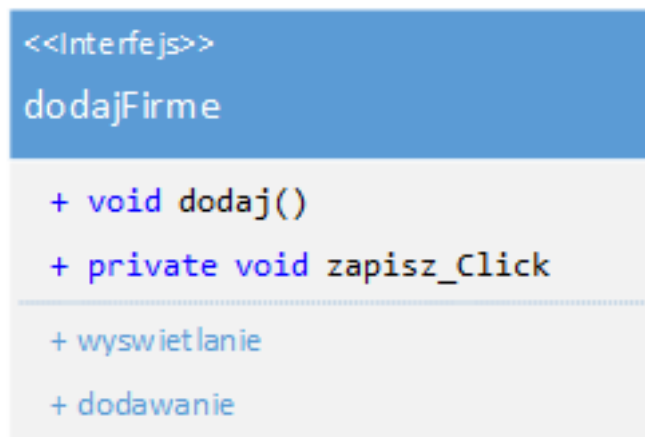 <<Interfejs>>
dodajFirme
+ void dodaj()
+ private void zapisz_Click
+ wyswietlanie
+ dodawanie